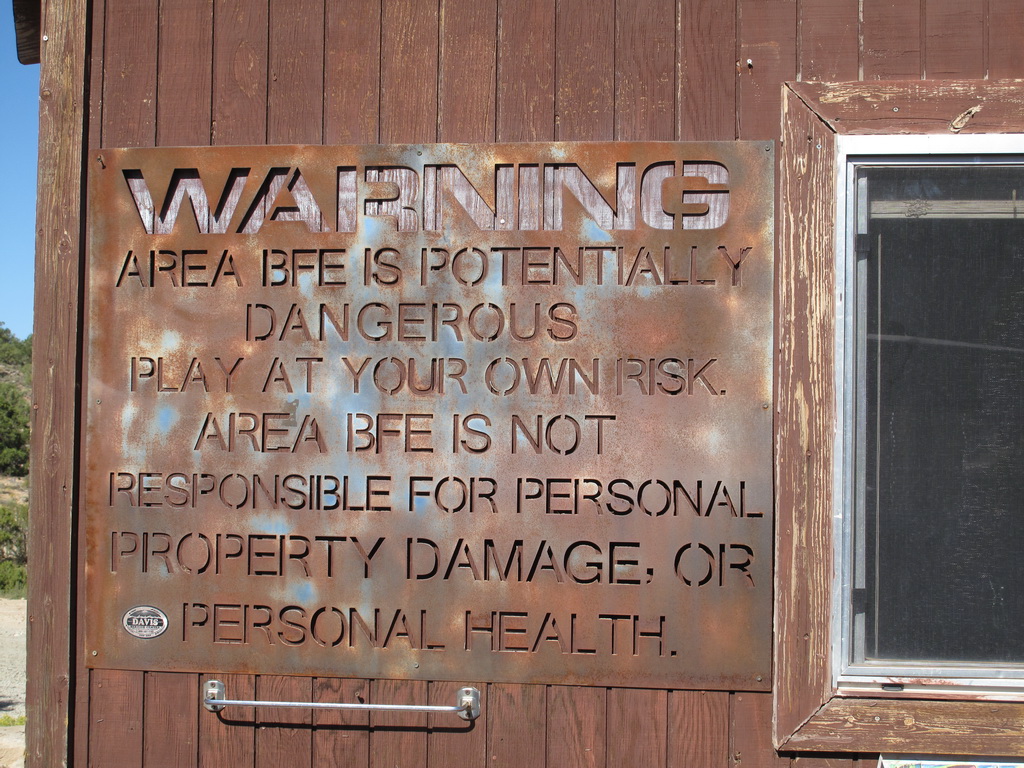 WARNING
AREA BFE IS POTENTIALLY
DANGEROUS
PLAY AT YOUR OWN RISK.
AREA BFE IS NOT
RESPONSIBLE FOR PERSONAL
PROPERTY DAMAGE, OR
PERSONAL HEALTH.
DAVIS